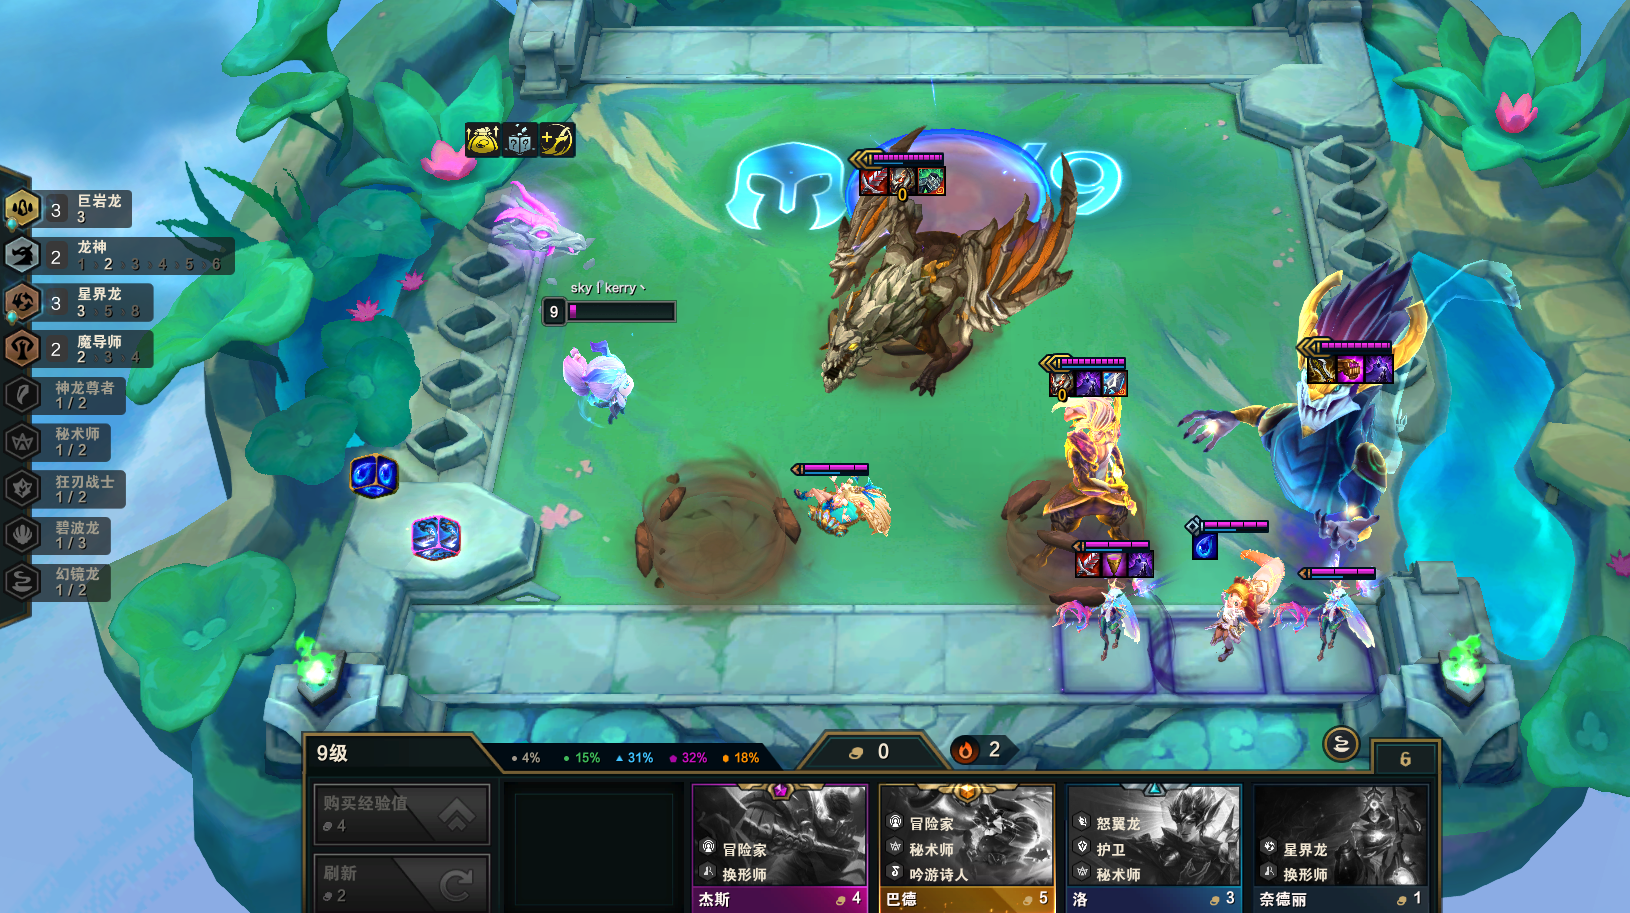 3 巨岩龙
3
2 龙神
1 2 3 4 5 6
3 星界龙
3 5 8
2 魔导师
2 3 4
神龙尊者
1 / 2
秘术师
1 / 2
狂刃战士
1 / 2
碧波龙
1 / 3
幻镜龙
1 / 2
9
0
sky丨kerry丶
9
0
9级
4% 15% 31% 32% 18%
0
2
6
购买经验值
4
刷新
2
冒险家
换形师
杰斯 4
冒险家
秘术师
吟游诗人
巴德 5
怒翼龙
护卫
秘术师
洛 3
星界龙
换形师
奈德丽 1